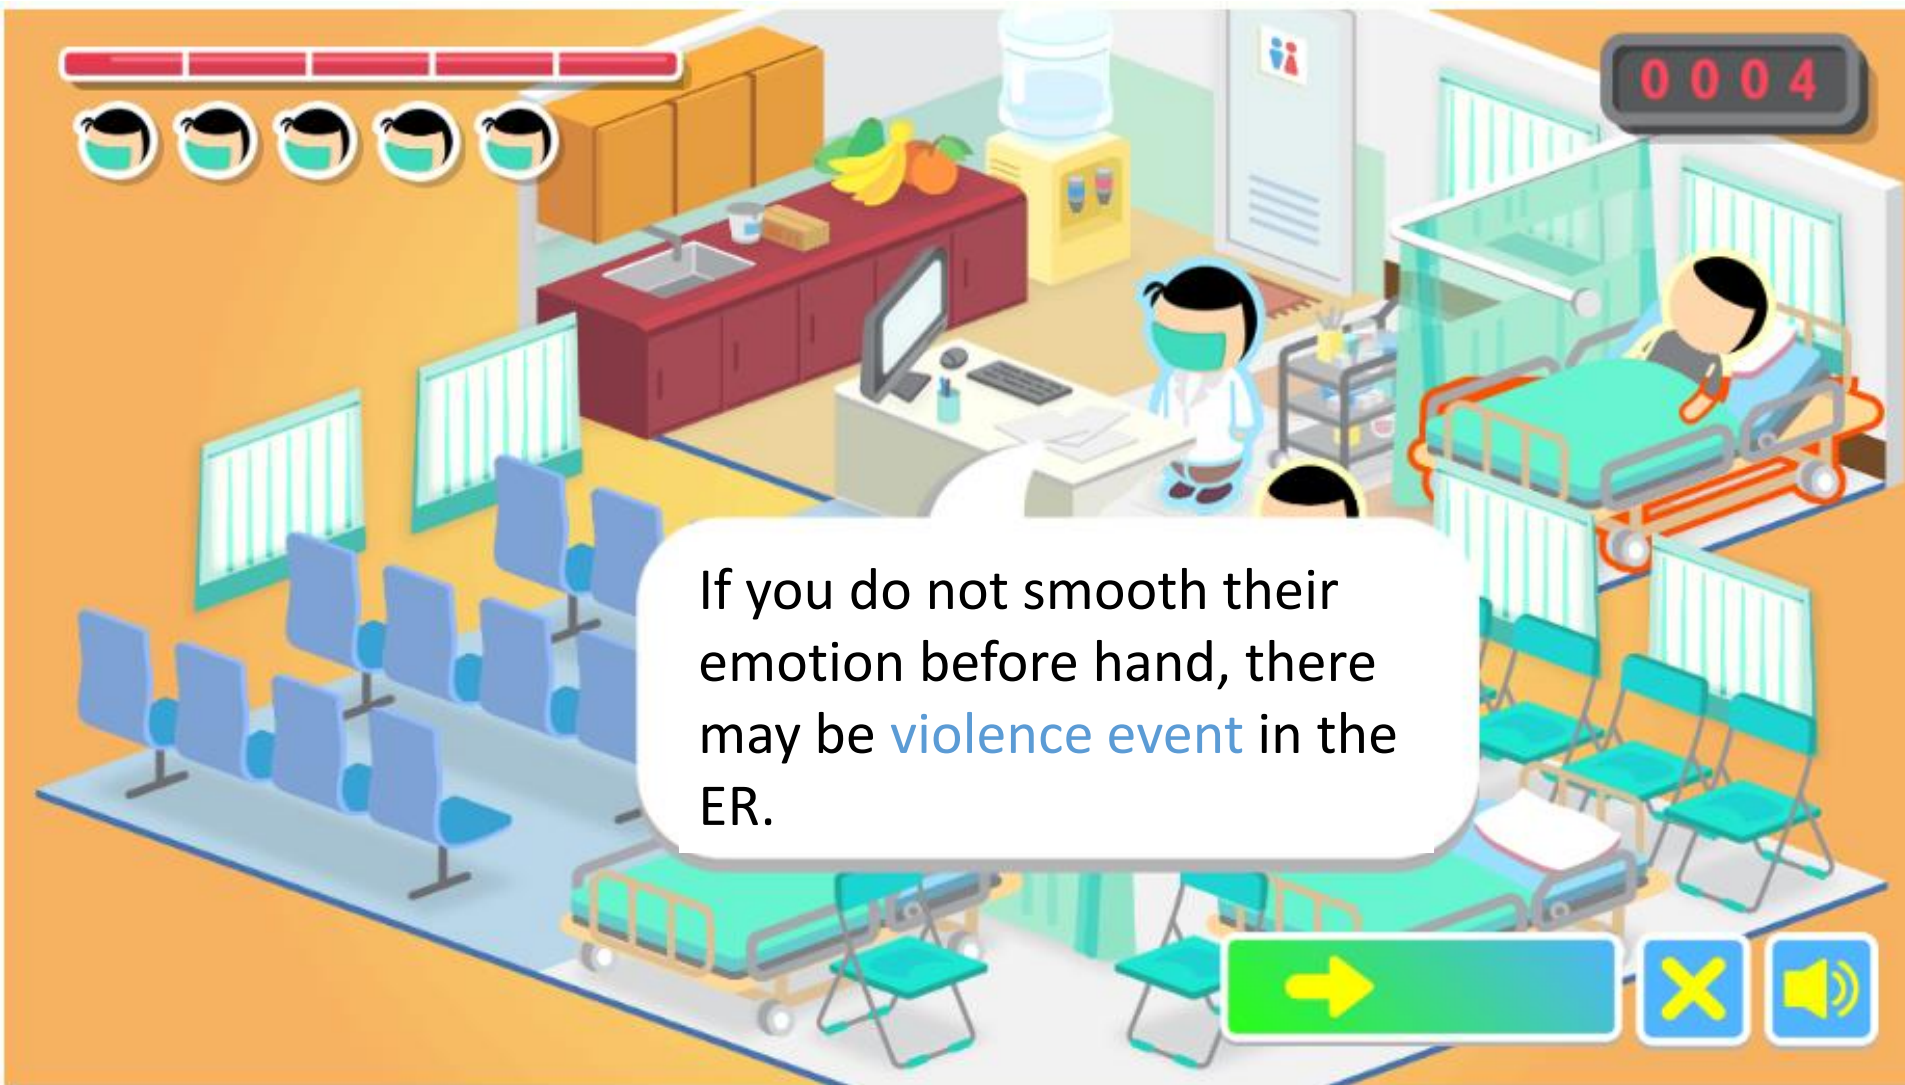 0004
If you do not smooth their
emotion before hand, there
may be violence event in the
ER.